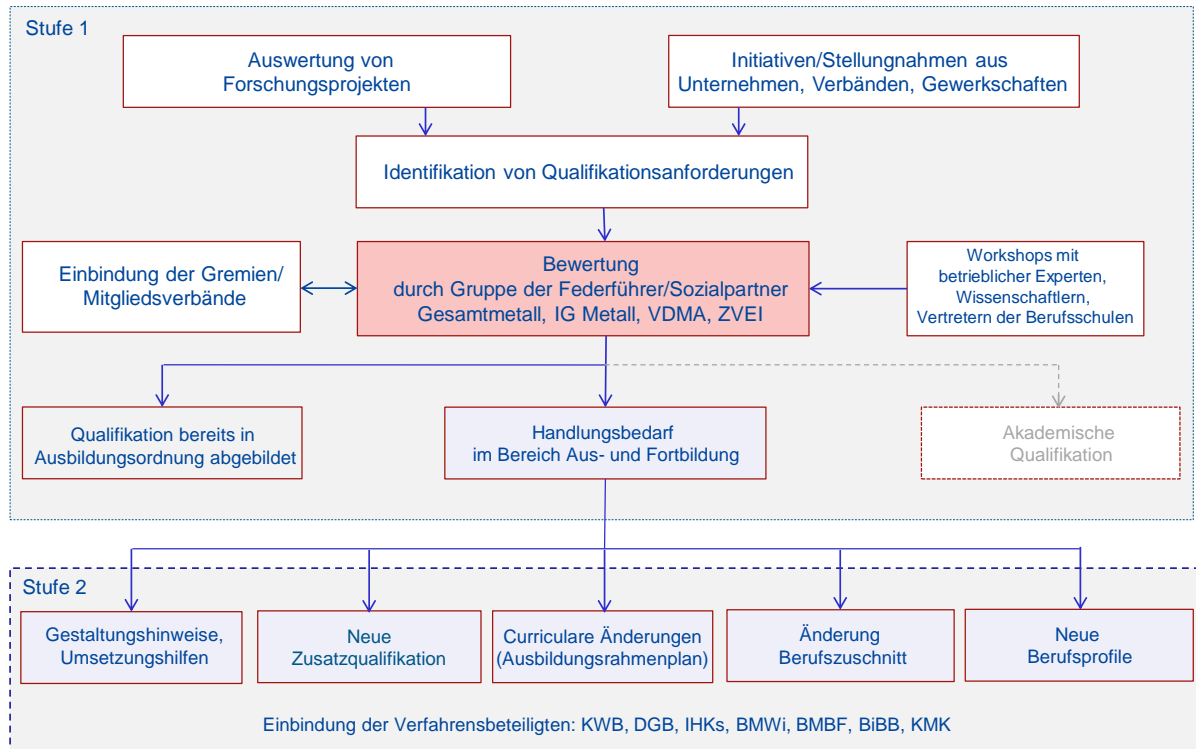 Stufe 1
Auswertung von
Forschungsprojekten
Initiativen/Stellungnahmen aus
Unternehmen, Verbänden, Gewerkschaften
Identifikation von Qualifikationsanforderungen
Einbindung der Gremien/
Mitgliedsverbände
Bewertung
durch Gruppe der Federführer/Sozialpartner
Gesamtmetall, IG Metall, VDMA, ZVEI
Workshops mit
betrieblicher Experten,
Wissenschaftlern,
Vertretern der Berufsschulen
Qualifikation bereits in
Ausbildungsordnung abgebildet
Handlungsbedarf
im Bereich Aus- und Fortbildung
Akademische
Qualifikation
Stufe 2
Gestaltungshinweise,
Umsetzungshilfen
Neue
Zusatzqualifikation
Curriculare Änderungen
(Ausbildungsrahmenplan)
Änderung
Berufszuschnitt
Neue
Berufsprofile
Einbindung der Verfahrensbeteiligten: KWB, DGB, IHKs, BMWi, BMBF, BiBB, KMK